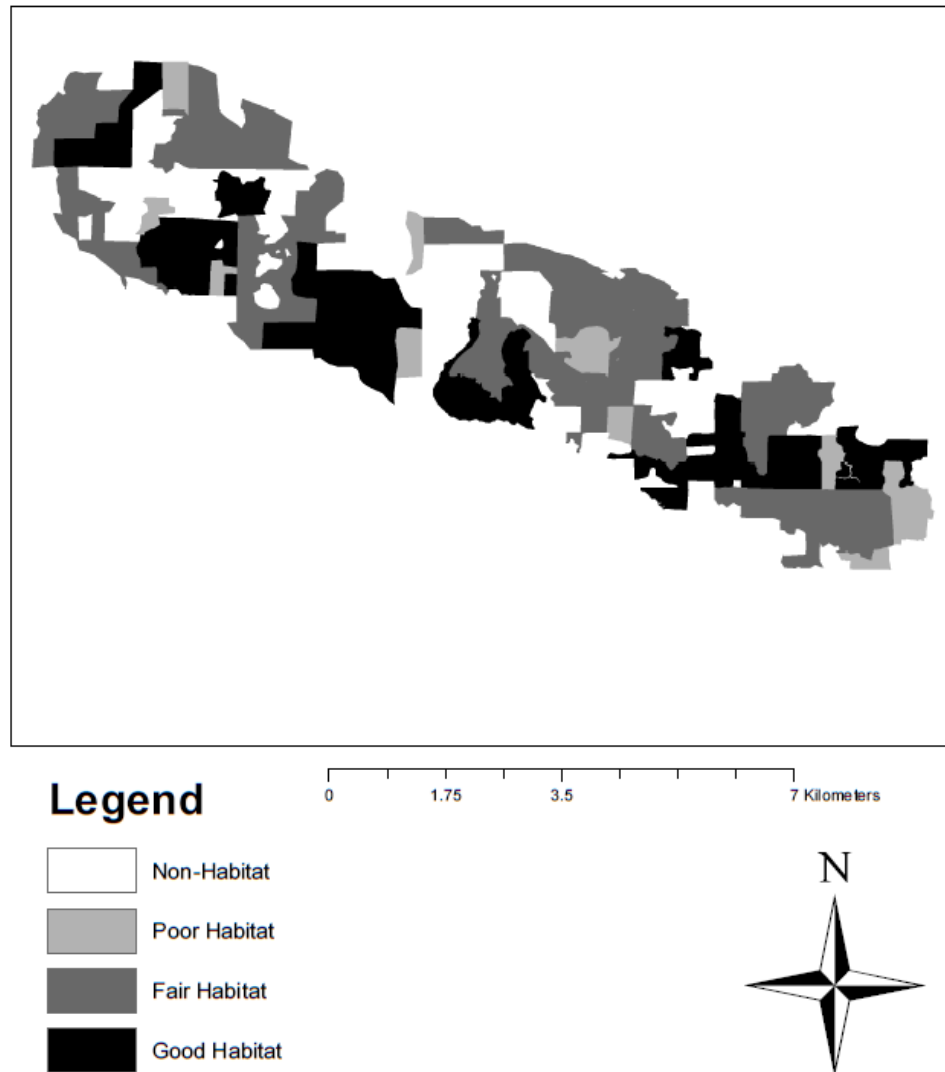 Legend
0 1.75 3.5 7 Kilometers
Non-Habitat
N
Poor Habitat
Fair Habitat
Good Habitat